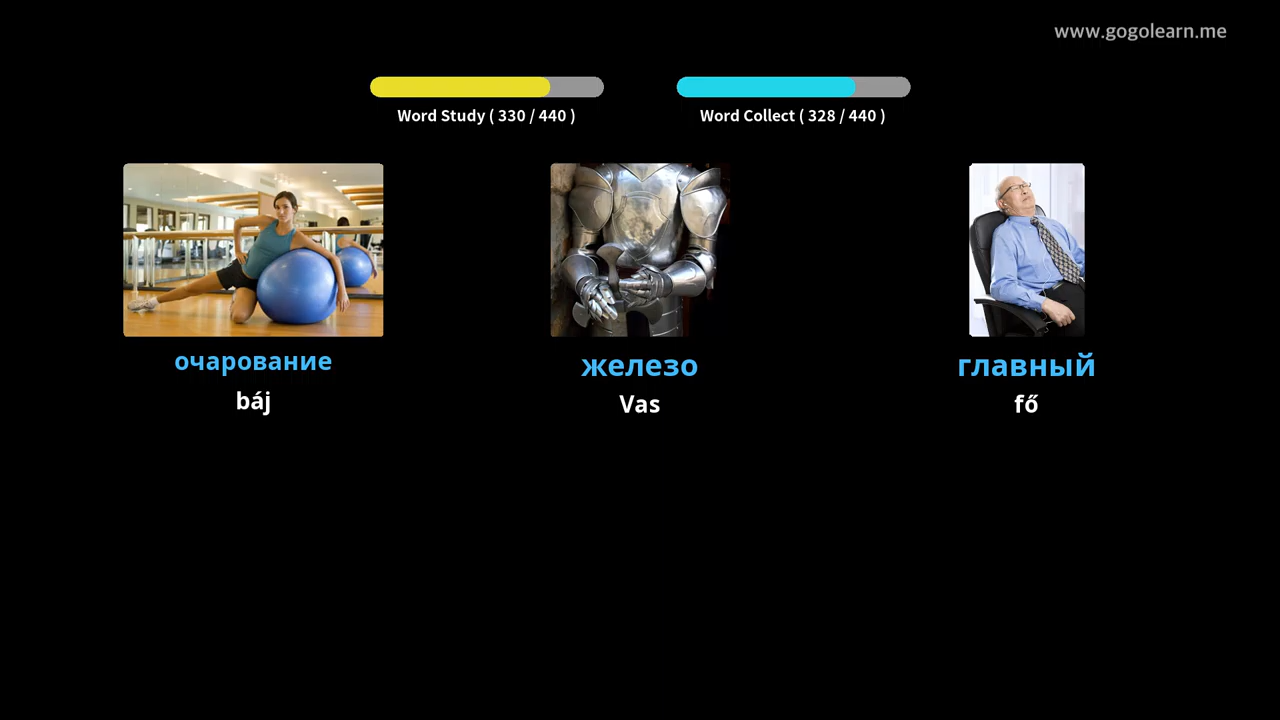 www.gogolearn.me
Word Study ( 330 / 440 )
Word Collect ( 328 / 440 )
очарование
báj
железо
Vas
главный
fő